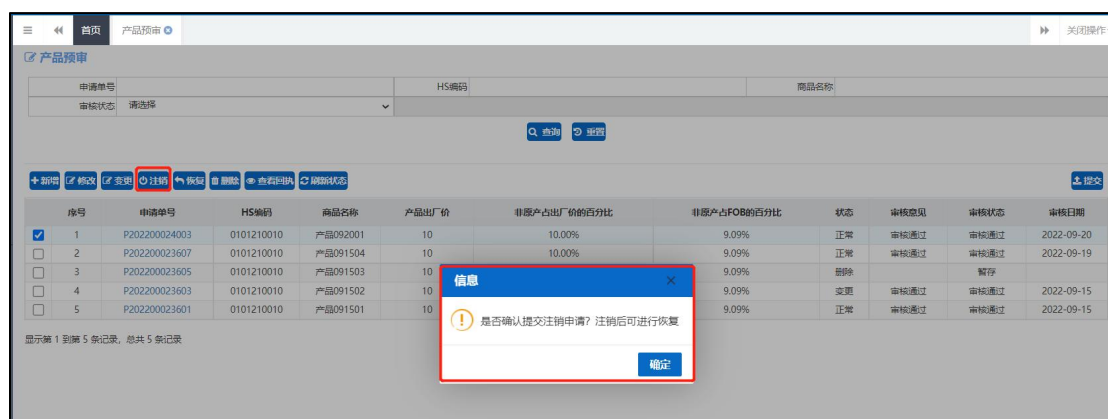 首页 产品预审 关闭操作
产品预审
申请单号 HS编码 商品名称
审核状态 请选择
查询 重置
+新增 修改 变更 注销 恢复 删除 查看回执 刷新状态 提交
序号 申请单号 HS编码 商品名称 产品出厂价 非原产占出厂价的百分比 非原产占FOB的百分比 状态 审核意见 审核状态 审核日期
1 P202200024003 0101210010 产品092001 10 10.00% 9.09% 正常 审核通过 审核通过 2022-09-20
2 P202200023607 0101210010 产品091504 10 10.00% 9.09% 正常 审核通过 审核通过 2022-09-19
3 P202200023605 0101210010 产品091503 10 9.09% 删除 暂存
4 P202200023603 0101210010 产品091502 10 9.09% 变更 审核通过 审核通过 2022-09-15
5 P202200023601 0101210010 产品091501 10 9.09% 正常 审核通过 审核通过 2022-09-15
显示第 1 到第 5 条记录，总共 5 条记录
信息
是否确认提交注销申请？注销后可进行恢复
确定